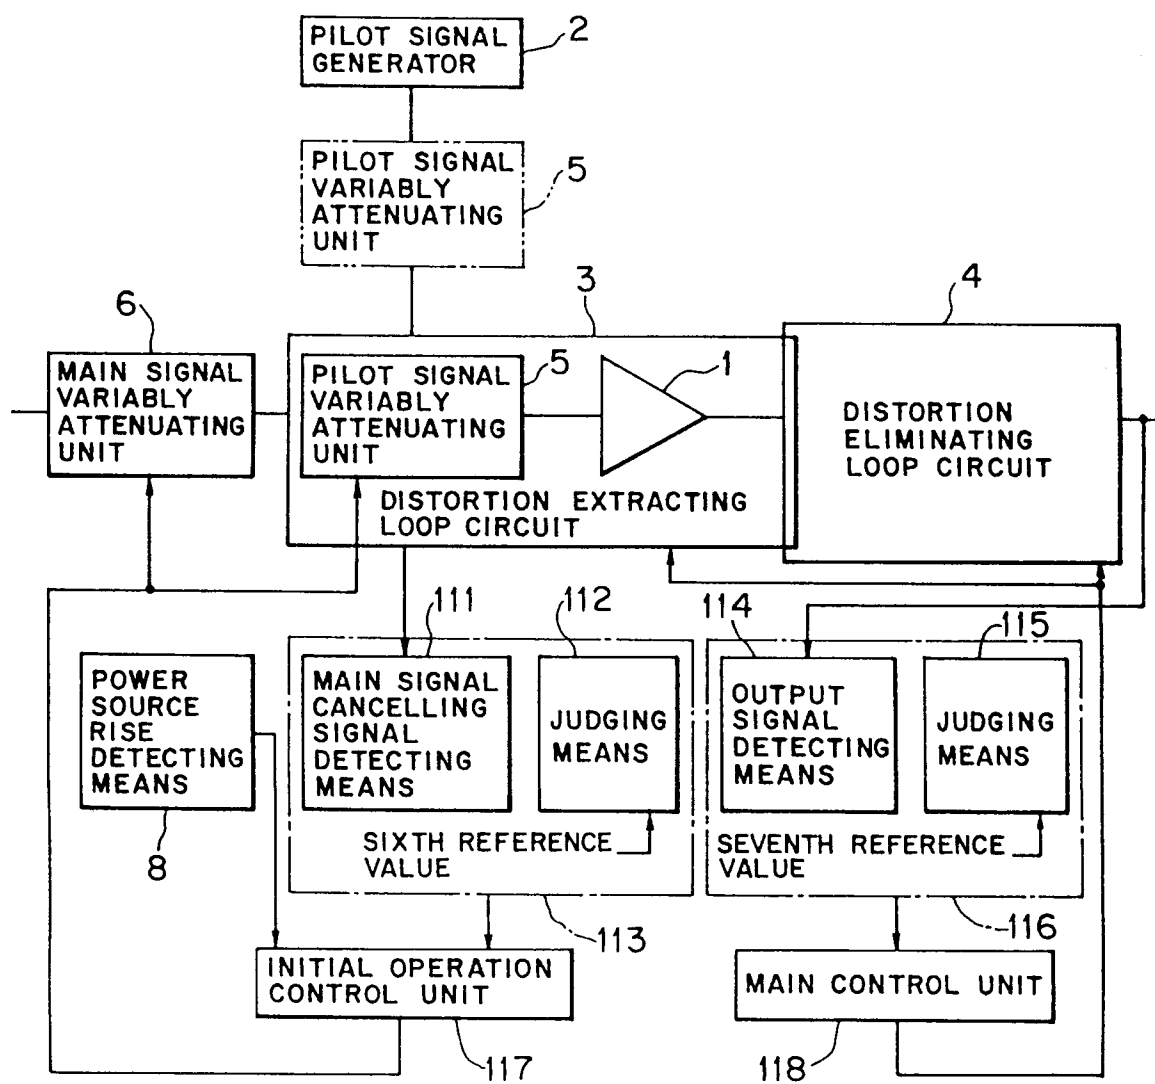 PILOT SIGNAL
GENERATOR
2
PILOT SIGNAL
VARIABLY
ATTENUATING
UNIT
5
3
4
6
MAIN SIGNAL
VARIABLY
ATTENUATING
UNIT
PILOT SIGNAL
VARIABLY
ATTENUATING
UNIT
5
1
DISTORTION EXTRACTING
LOOP CIRCUIT
DISTORTION
ELIMINATING
LOOP CIRCUIT
111
112
114
115
POWER
SOURCE
RISE
DETECTING
MEANS
8
MAIN SIGNAL
CANCELLING
SIGNAL
DETECTING
MEANS
JUDGING
MEANS
SIXTH REFERENCE
VALUE
OUTPUT
SIGNAL
DETECTING
MEANS
JUDGING
MEANS
SEVENTH REFERENCE
VALUE
113
116
INITIAL OPERATION
CONTROL UNIT
117
MAIN CONTROL UNIT
118